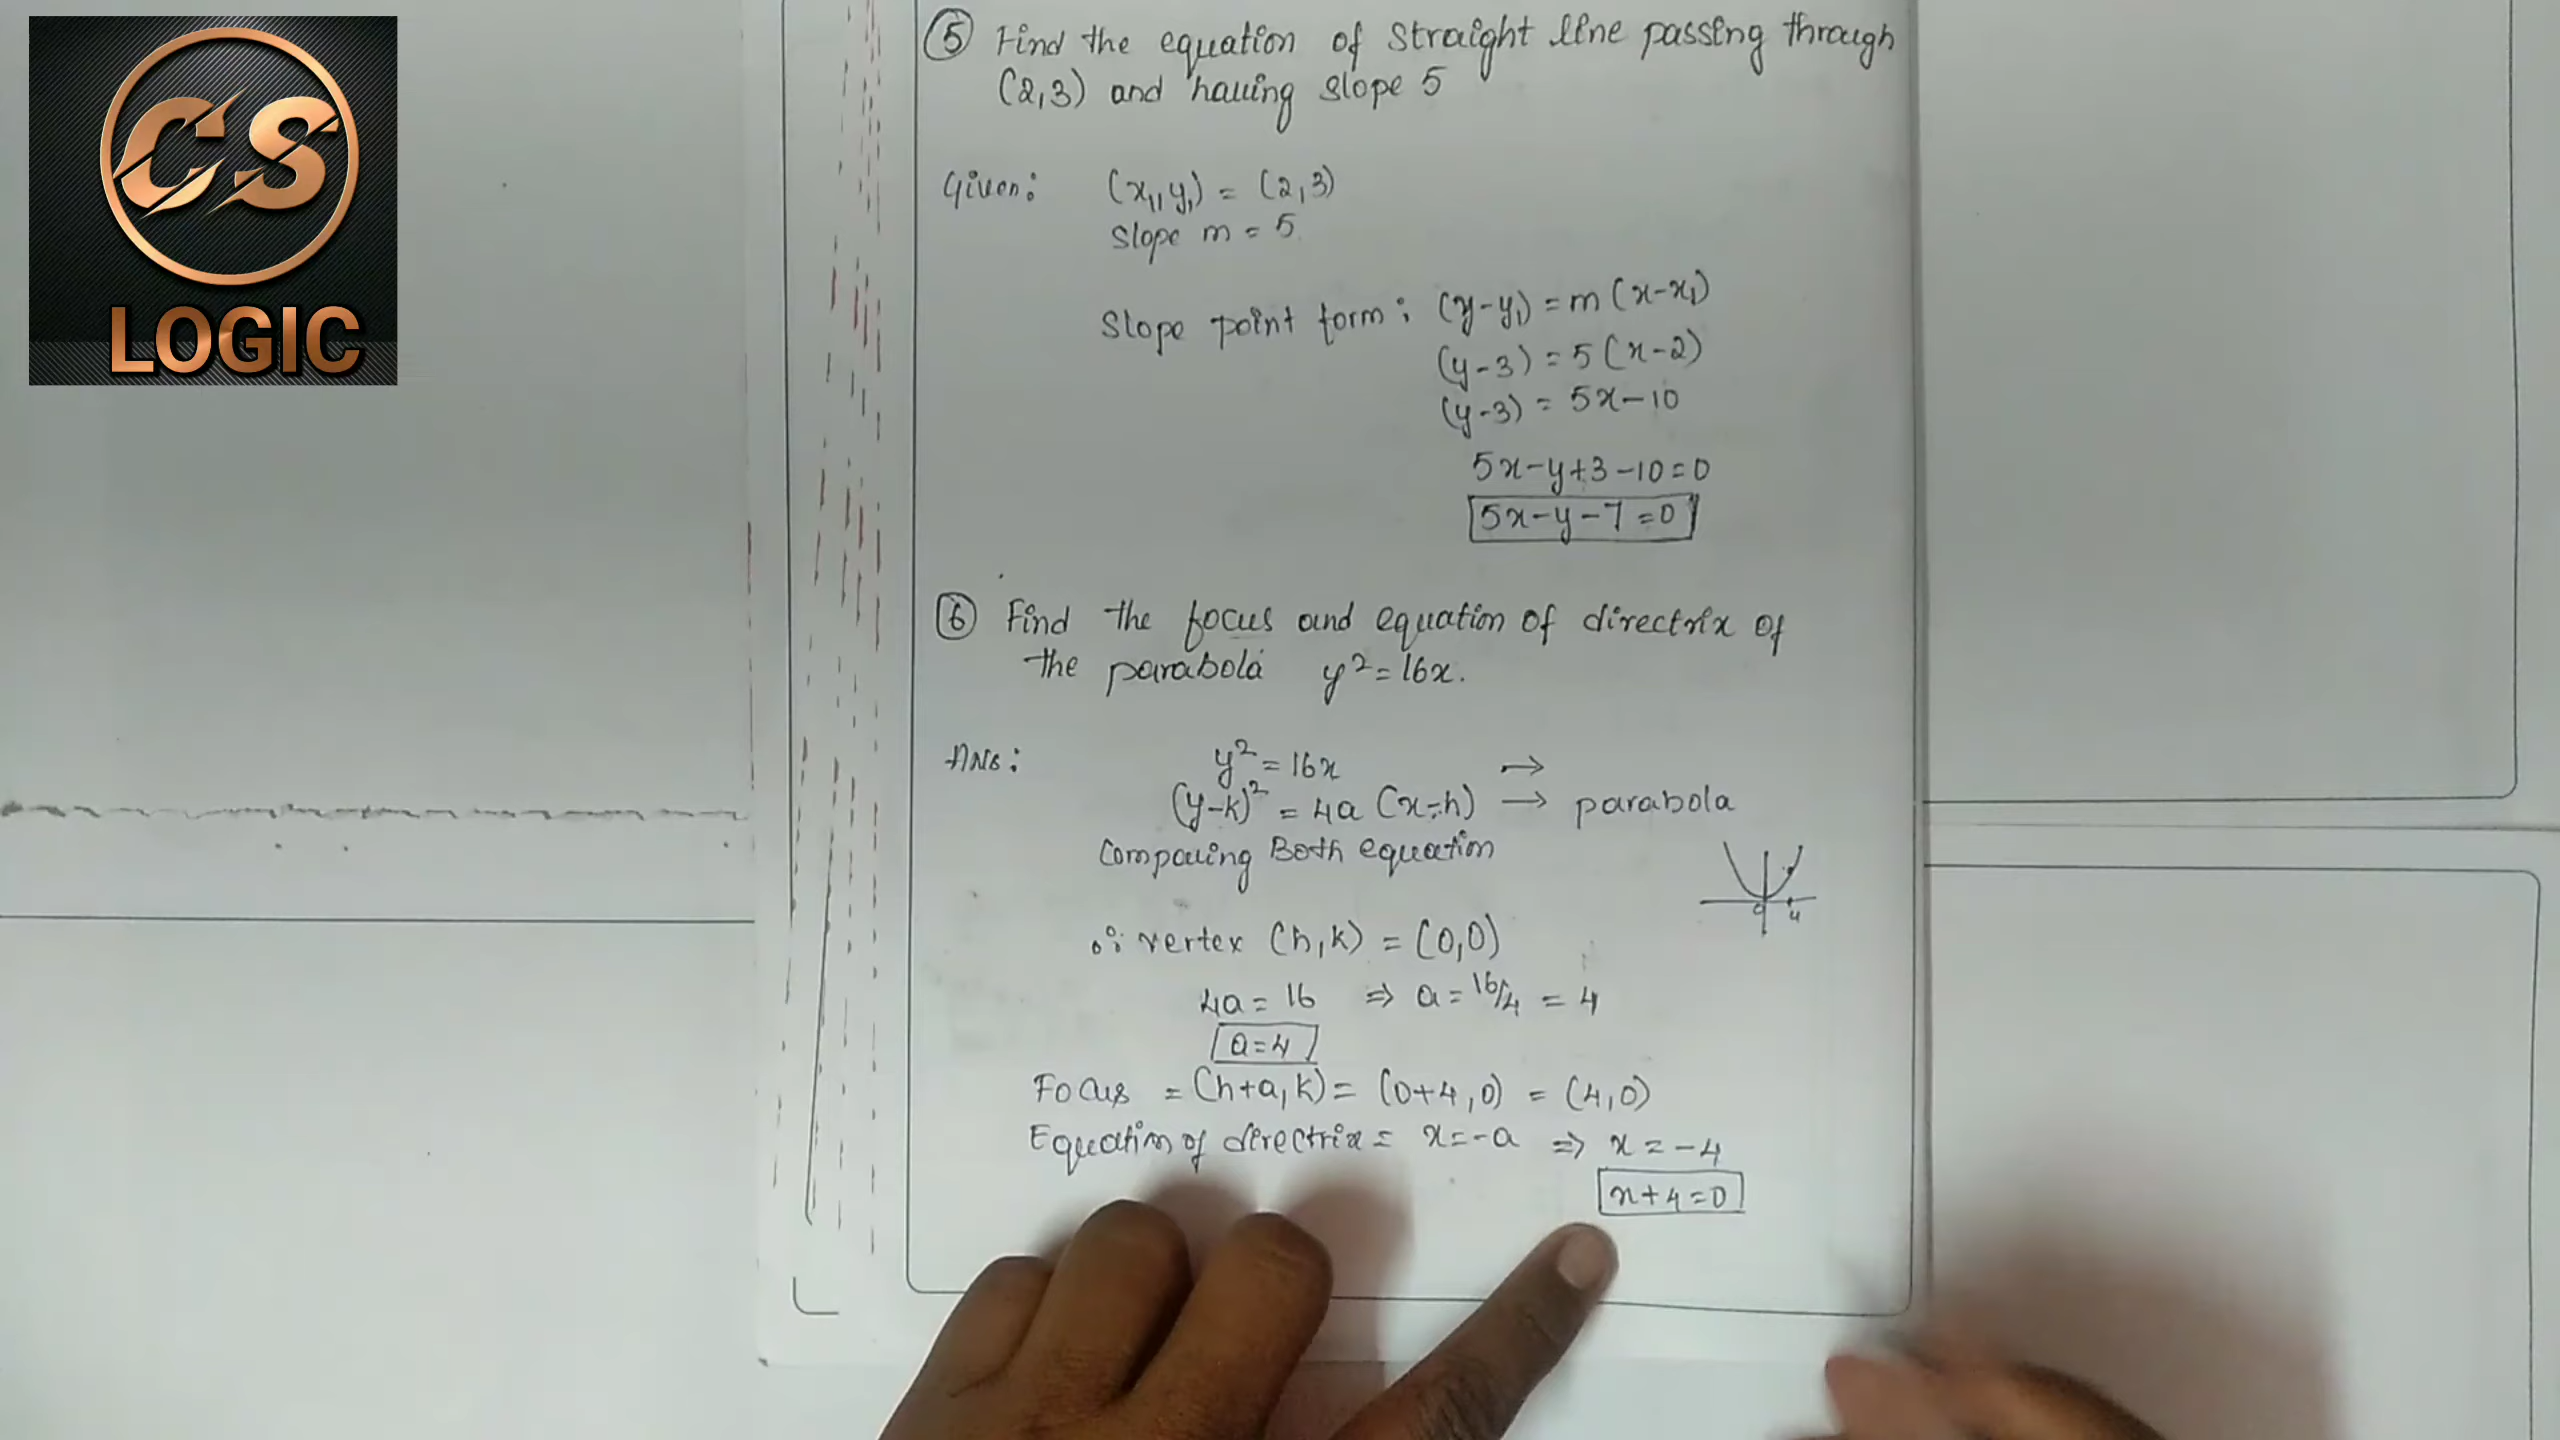 CS
LOGIC
⑤ Find the equation of straight line passing through
(2,3) and having slope 5
Given: (x₁,y₁) = (2,3)
Slope m = 5
Slope point form: (y-y₁) = m(x-x₁)
(y-3) = 5(x-2)
(y-3) = 5x-10
5x-y+3-10=0
5x-y-7=0
⑥ Find the focus and equation of directrix of
the parabola y²=16x.
Ans: y² = 16x →
(y-k)² = 4a (x-h) → parabola
Comparing Both equation
0 4
∴ vertex (h,k) = (0,0)
4a = 16 ⇒ a = 16/4 = 4
a=4
Focus = (h+a,k) = (0+4,0) = (4,0)
Equation of directrix = x=-a ⇒ x = -4
x+4=0